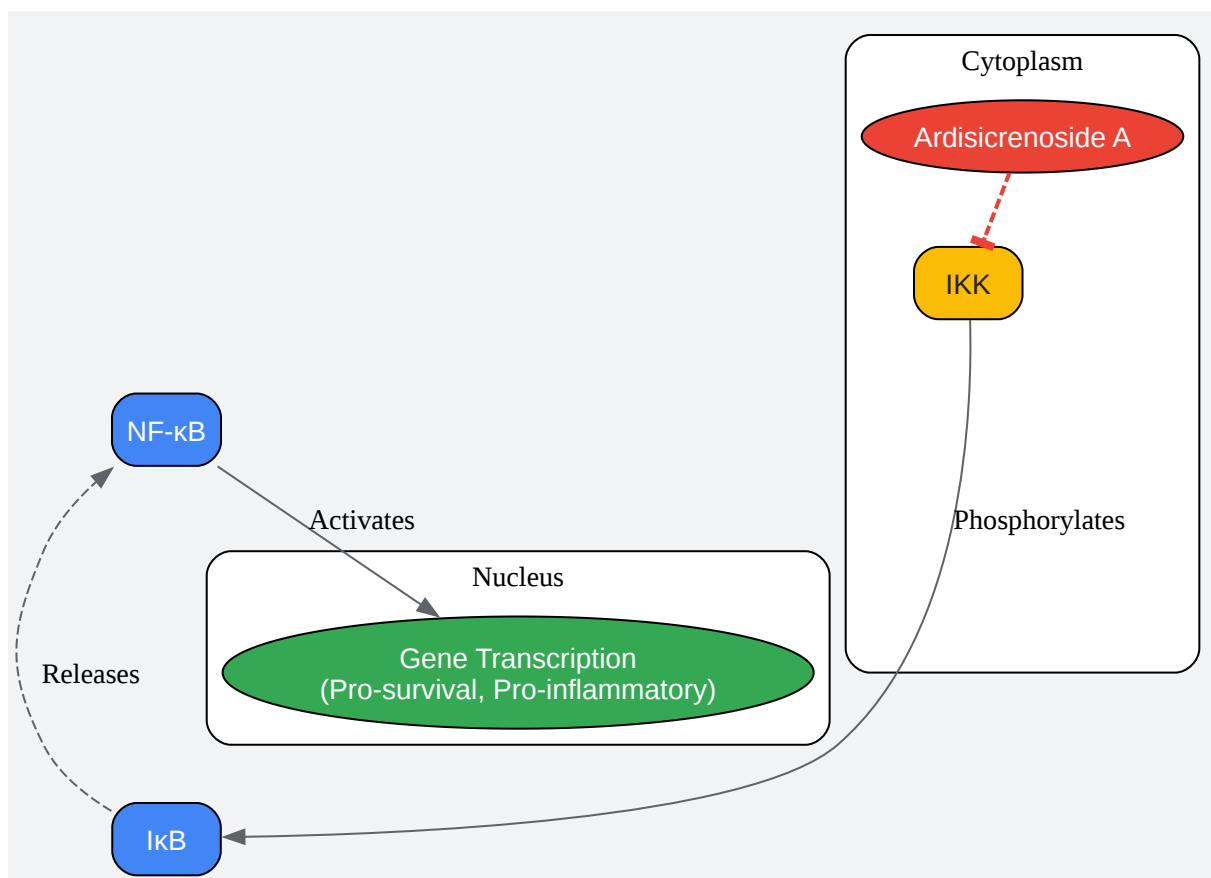 Cytoplasm
Ardisicrenoside A
IKK
NF-κB
Activates
Phosphorylates
Nucleus
Gene Transcription
(Pro-survival, Pro-inflammatory)
Releases
IκB